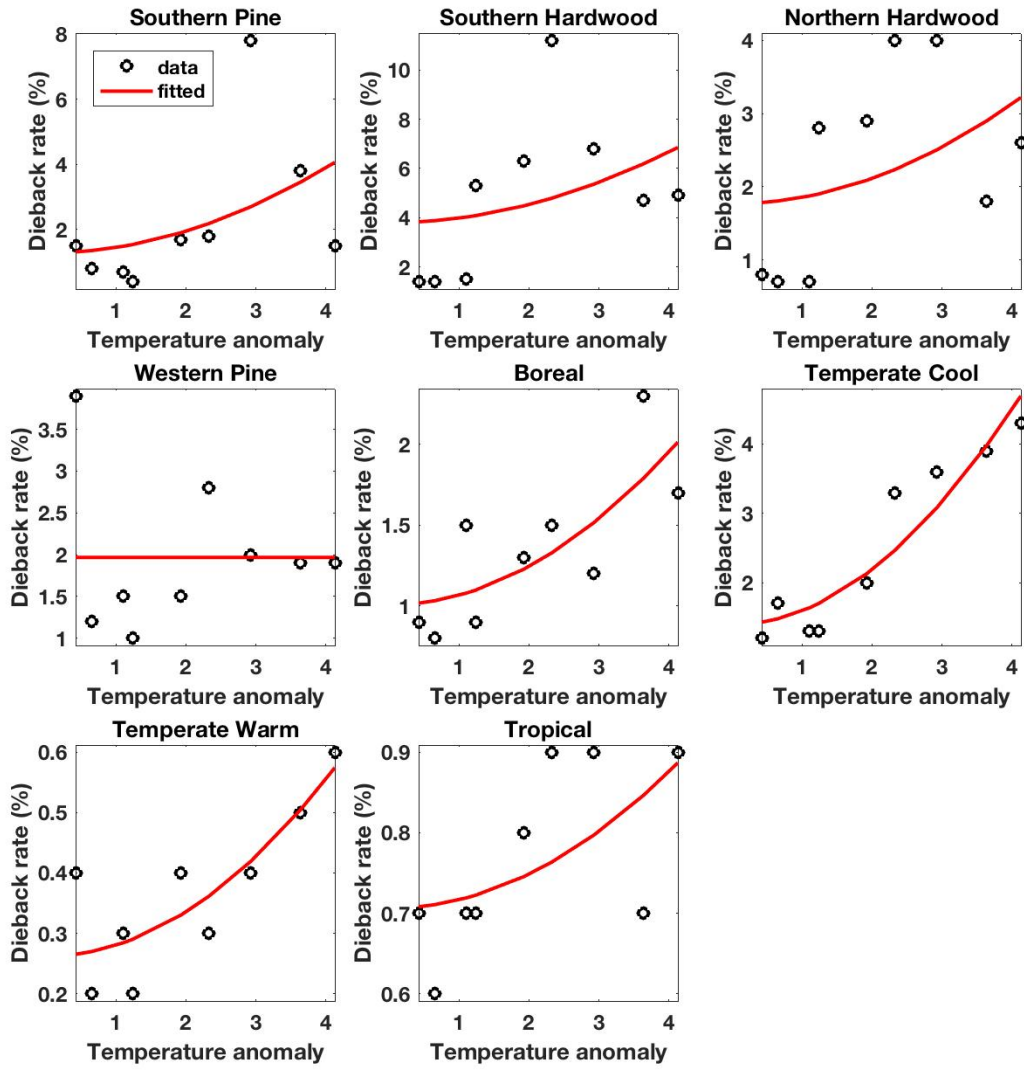 Southern Pine
8
6
4
2
Dieback rate (%)
data
fitted
1 2 3 4
Temperature anomaly
Southern Hardwood
10
8
6
4
2
Dieback rate (%)
1 2 3 4
Temperature anomaly
Northern Hardwood
4
3
2
1
Dieback rate (%)
1 2 3 4
Temperature anomaly
Western Pine
3.5
3
2.5
2
1.5
1
Dieback rate (%)
1 2 3 4
Temperature anomaly
Boreal
2
1.5
1
Dieback rate (%)
1 2 3 4
Temperature anomaly
Temperate Cool
4
3
2
Dieback rate (%)
1 2 3 4
Temperature anomaly
Temperate Warm
0.6
0.5
0.4
0.3
0.2
Dieback rate (%)
1 2 3 4
Temperature anomaly
Tropical
0.9
0.8
0.7
0.6
Dieback rate (%)
1 2 3 4
Temperature anomaly